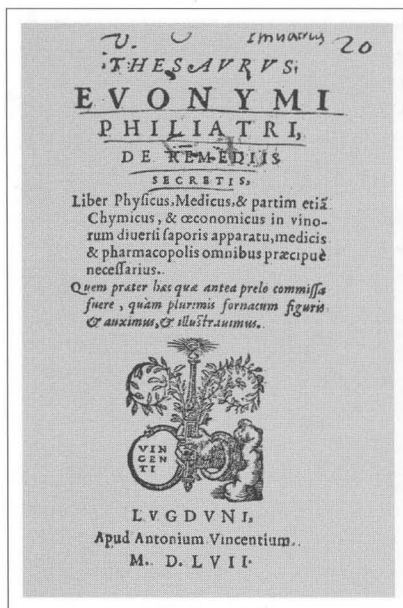 20
THESAVRVS
EVONYMI
PHILIATRI,
DE REMEDIIS
SECRETIS,
Liber Physicus, Medicus, & partim etiā
Chymicus, & œconomicus in vino-
rum diuersi saporis apparatu, medicis
& pharmacopolis omnibus præcipuè
necessarius.
Quem præter hæc quæ antea prelo commissa
fuere, quàm plurimis fornacum figuris
& auximus, & illustrauimus.
VIN
CEN
TI
LVGDVNI,
Apud Antonium Vincentium.
M. D. LVII.